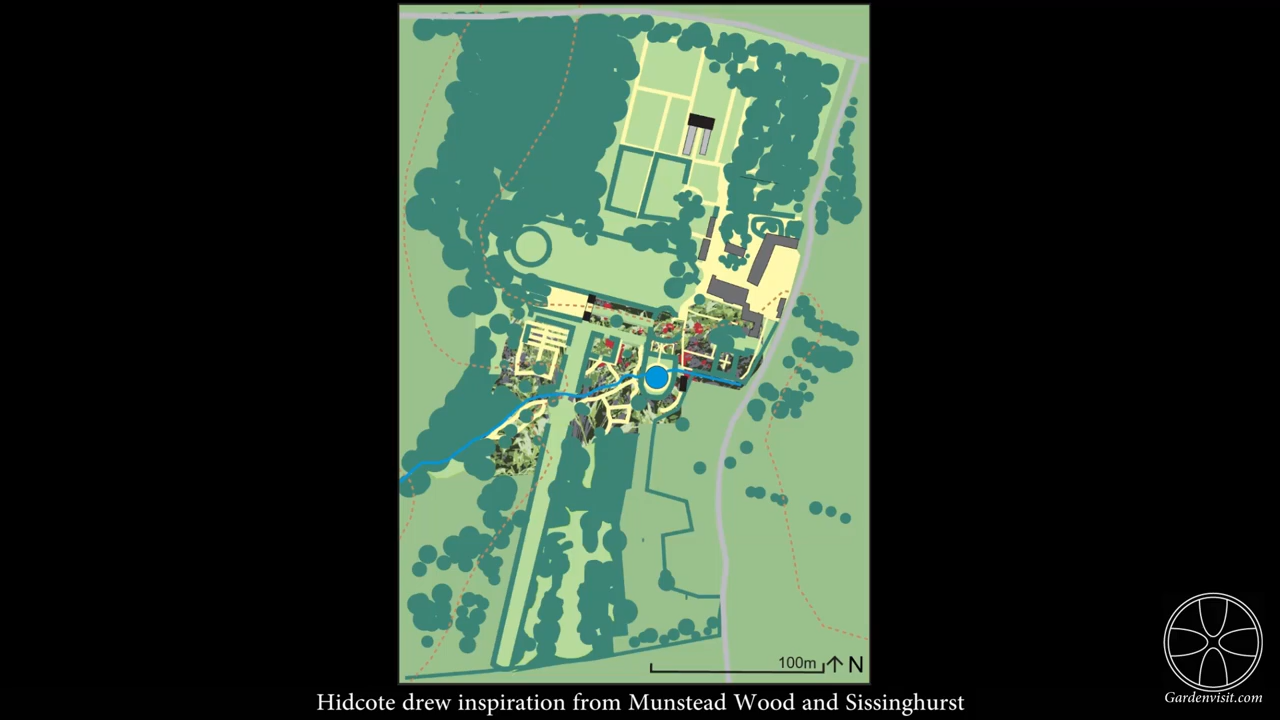 100m N
Hidcote drew inspiration from Munstead Wood and Sissinghurst
Gardenvisit.com